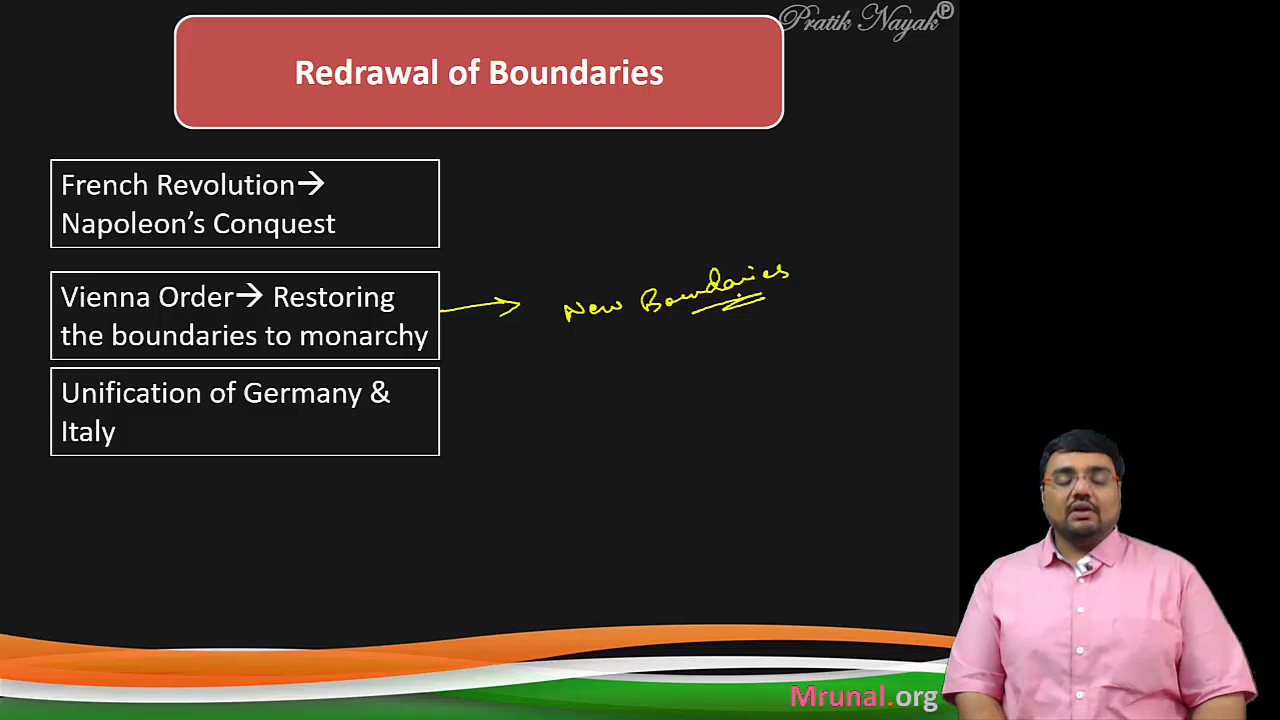 Pratik Nayak℗
Redrawal of Boundaries
French Revolution→
Napoleon’s Conquest
Vienna Order→ Restoring
the boundaries to monarchy
New Boundaries
Unification of Germany &
Italy
Mrunal.org